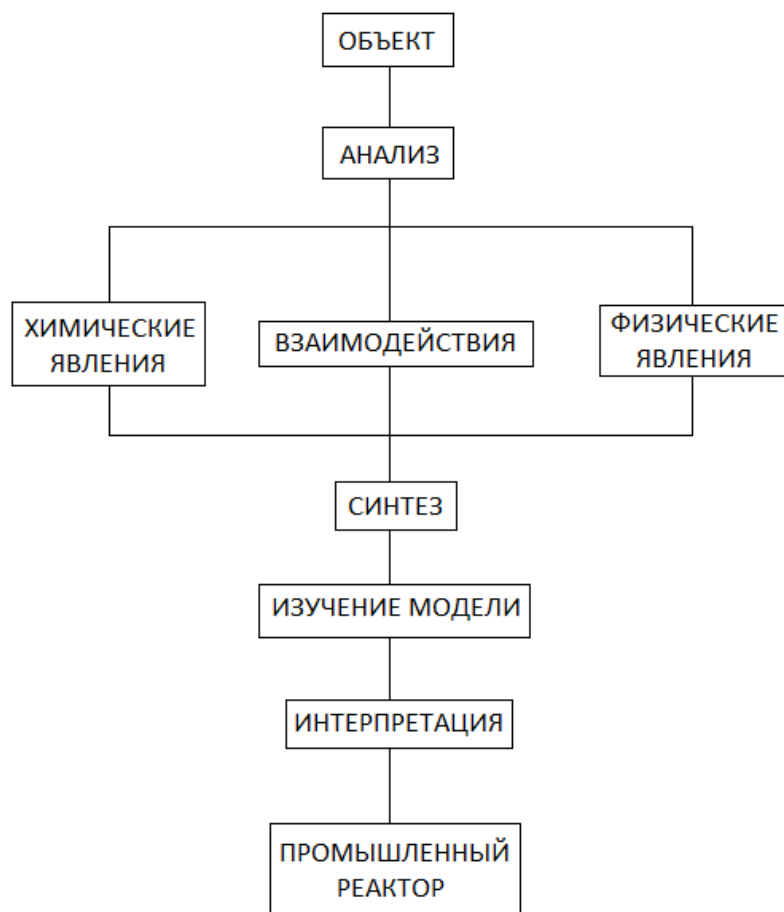 ОБЪЕКТ
АНАЛИЗ
ХИМИЧЕСКИЕ
ЯВЛЕНИЯ
ВЗАИМОДЕЙСТВИЯ
ФИЗИЧЕСКИЕ
ЯВЛЕНИЯ
СИНТЕЗ
ИЗУЧЕНИЕ МОДЕЛИ
ИНТЕРПРЕТАЦИЯ
ПРОМЫШЛЕННЫЙ
РЕАКТОР